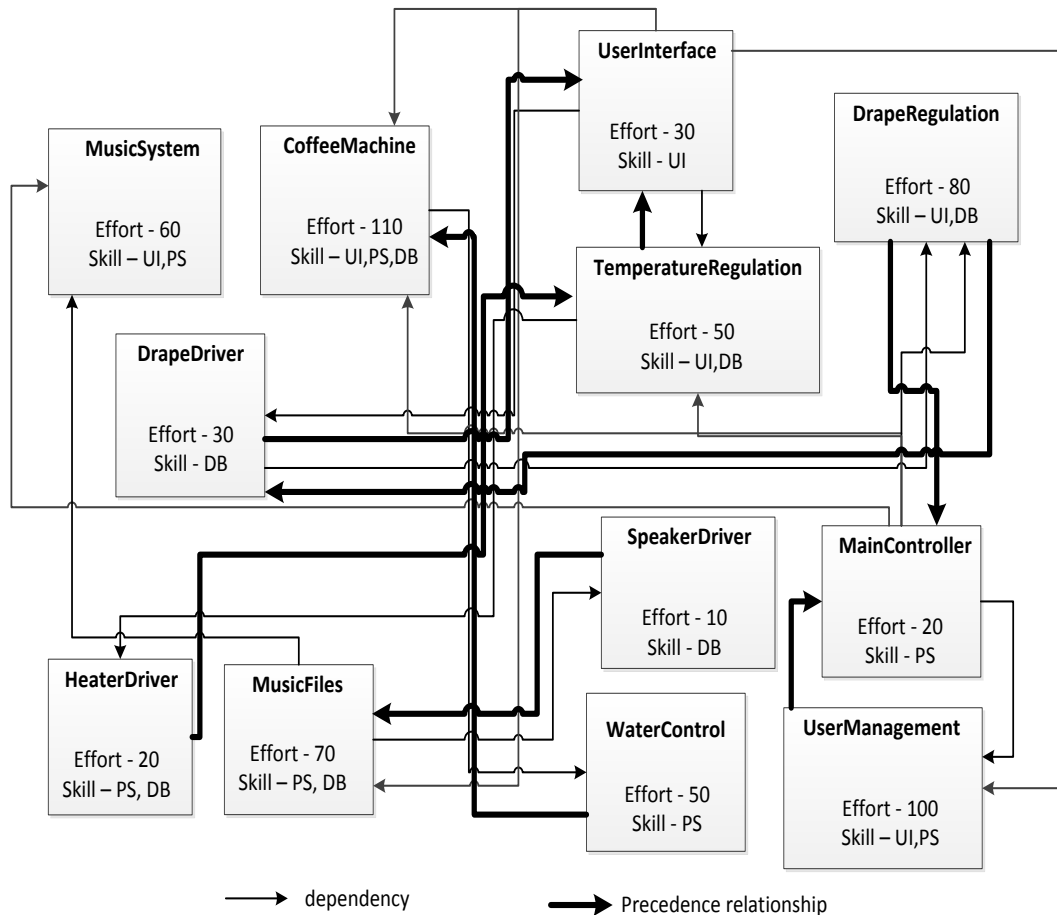 UserInterface
Effort - 30
Skill - UI
DrapeRegulation
Effort - 80
Skill – UI,DB
MusicSystem
Effort - 60
Skill – UI,PS
CoffeeMachine
Effort - 110
Skill – UI,PS,DB
TemperatureRegulation
Effort - 50
Skill – UI,DB
DrapeDriver
Effort - 30
Skill - DB
SpeakerDriver
Effort - 10
Skill - DB
MainController
Effort - 20
Skill - PS
HeaterDriver
Effort - 20
Skill – PS, DB
MusicFiles
Effort - 70
Skill – PS, DB
WaterControl
Effort - 50
Skill - PS
UserManagement
Effort - 100
Skill – UI,PS
dependency
Precedence relationship